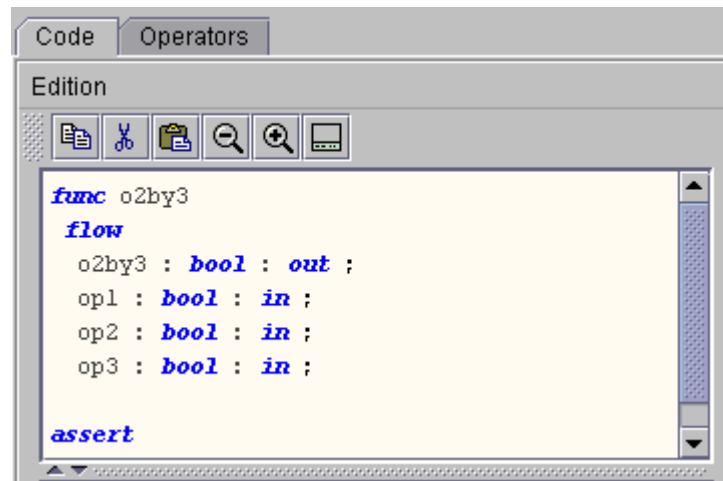 Code Operators
Edition
func o2by3
flow
o2by3 : bool : out ;
op1 : bool : in ;
op2 : bool : in ;
op3 : bool : in ;
assert